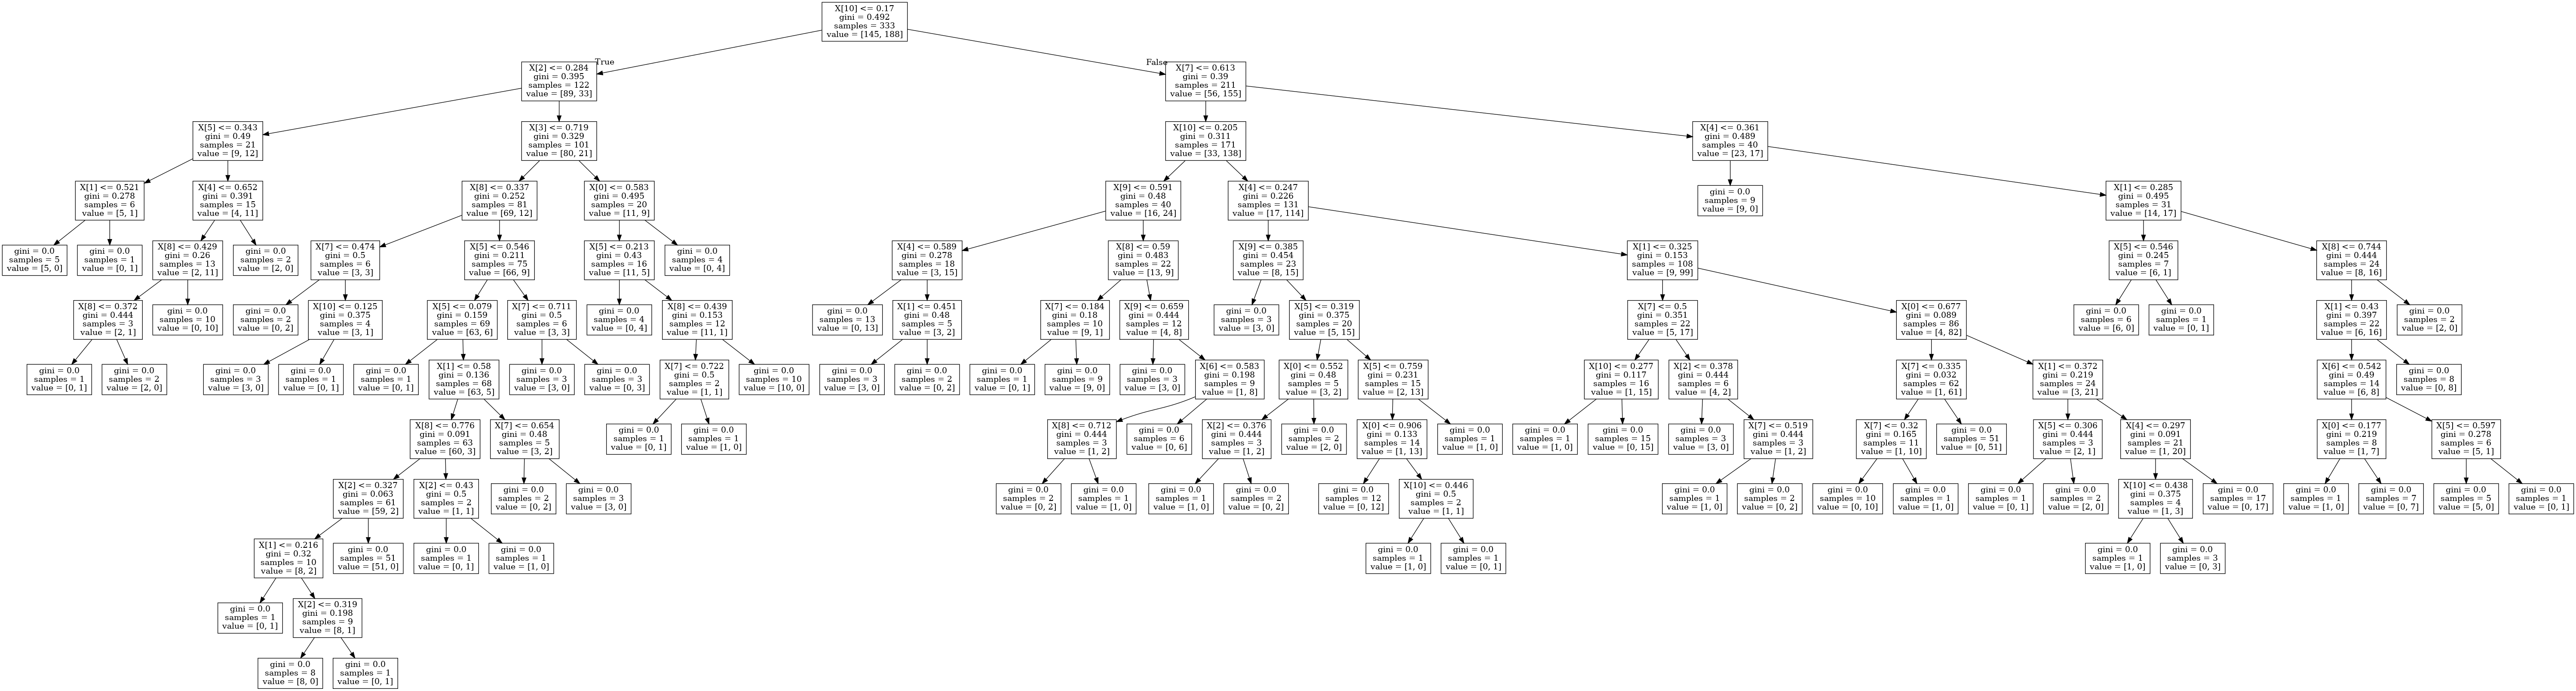 X[10] <= 0.17
gini = 0.492
samples = 333
value = [145, 188]
True
False
X[2] <= 0.284
gini = 0.395
samples = 122
value = [89, 33]
X[7] <= 0.613
gini = 0.39
samples = 211
value = [56, 155]
X[5] <= 0.343
gini = 0.49
samples = 21
value = [9, 12]
X[3] <= 0.719
gini = 0.329
samples = 101
value = [80, 21]
X[10] <= 0.205
gini = 0.311
samples = 171
value = [33, 138]
X[4] <= 0.361
gini = 0.489
samples = 40
value = [23, 17]
X[1] <= 0.521
gini = 0.278
samples = 6
value = [5, 1]
X[4] <= 0.652
gini = 0.391
samples = 15
value = [4, 11]
X[8] <= 0.337
gini = 0.252
samples = 81
value = [69, 12]
X[0] <= 0.583
gini = 0.495
samples = 20
value = [11, 9]
X[9] <= 0.591
gini = 0.48
samples = 40
value = [16, 24]
X[4] <= 0.247
gini = 0.226
samples = 131
value = [17, 114]
gini = 0.0
samples = 9
value = [9, 0]
X[1] <= 0.285
gini = 0.495
samples = 31
value = [14, 17]
gini = 0.0
samples = 5
value = [5, 0]
gini = 0.0
samples = 1
value = [0, 1]
X[8] <= 0.429
gini = 0.26
samples = 13
value = [2, 11]
gini = 0.0
samples = 2
value = [2, 0]
X[7] <= 0.474
gini = 0.5
samples = 6
value = [3, 3]
X[5] <= 0.546
gini = 0.211
samples = 75
value = [66, 9]
X[5] <= 0.213
gini = 0.43
samples = 16
value = [11, 5]
gini = 0.0
samples = 4
value = [0, 4]
X[4] <= 0.589
gini = 0.278
samples = 18
value = [3, 15]
X[8] <= 0.59
gini = 0.483
samples = 22
value = [13, 9]
X[9] <= 0.385
gini = 0.454
samples = 23
value = [8, 15]
X[1] <= 0.325
gini = 0.153
samples = 108
value = [9, 99]
X[5] <= 0.546
gini = 0.245
samples = 7
value = [6, 1]
X[8] <= 0.744
gini = 0.444
samples = 24
value = [8, 16]
X[8] <= 0.372
gini = 0.444
samples = 3
value = [2, 1]
gini = 0.0
samples = 10
value = [0, 10]
gini = 0.0
samples = 2
value = [0, 2]
X[10] <= 0.125
gini = 0.375
samples = 4
value = [3, 1]
X[5] <= 0.079
gini = 0.159
samples = 69
value = [63, 6]
X[7] <= 0.711
gini = 0.5
samples = 6
value = [3, 3]
gini = 0.0
samples = 4
value = [0, 4]
X[8] <= 0.439
gini = 0.153
samples = 12
value = [11, 1]
gini = 0.0
samples = 13
value = [0, 13]
X[1] <= 0.451
gini = 0.48
samples = 5
value = [3, 2]
X[7] <= 0.184
gini = 0.18
samples = 10
value = [9, 1]
X[9] <= 0.659
gini = 0.444
samples = 12
value = [4, 8]
gini = 0.0
samples = 3
value = [3, 0]
X[5] <= 0.319
gini = 0.375
samples = 20
value = [5, 15]
X[7] <= 0.5
gini = 0.351
samples = 22
value = [5, 17]
X[0] <= 0.677
gini = 0.089
samples = 86
value = [4, 82]
gini = 0.0
samples = 6
value = [6, 0]
gini = 0.0
samples = 1
value = [0, 1]
X[1] <= 0.43
gini = 0.397
samples = 22
value = [6, 16]
gini = 0.0
samples = 2
value = [2, 0]
gini = 0.0
samples = 1
value = [0, 1]
gini = 0.0
samples = 2
value = [2, 0]
gini = 0.0
samples = 3
value = [3, 0]
gini = 0.0
samples = 1
value = [0, 1]
gini = 0.0
samples = 1
value = [0, 1]
X[1] <= 0.58
gini = 0.136
samples = 68
value = [63, 5]
gini = 0.0
samples = 3
value = [3, 0]
gini = 0.0
samples = 3
value = [0, 3]
X[7] <= 0.722
gini = 0.5
samples = 2
value = [1, 1]
gini = 0.0
samples = 10
value = [10, 0]
gini = 0.0
samples = 3
value = [3, 0]
gini = 0.0
samples = 2
value = [0, 2]
gini = 0.0
samples = 1
value = [0, 1]
gini = 0.0
samples = 9
value = [9, 0]
gini = 0.0
samples = 3
value = [3, 0]
X[6] <= 0.583
gini = 0.198
samples = 9
value = [1, 8]
X[0] <= 0.552
gini = 0.48
samples = 5
value = [3, 2]
X[5] <= 0.759
gini = 0.231
samples = 15
value = [2, 13]
X[10] <= 0.277
gini = 0.117
samples = 16
value = [1, 15]
X[2] <= 0.378
gini = 0.444
samples = 6
value = [4, 2]
X[7] <= 0.335
gini = 0.032
samples = 62
value = [1, 61]
X[1] <= 0.372
gini = 0.219
samples = 24
value = [3, 21]
X[6] <= 0.542
gini = 0.49
samples = 14
value = [6, 8]
gini = 0.0
samples = 8
value = [0, 8]
X[8] <= 0.776
gini = 0.091
samples = 63
value = [60, 3]
X[7] <= 0.654
gini = 0.48
samples = 5
value = [3, 2]
gini = 0.0
samples = 1
value = [0, 1]
gini = 0.0
samples = 1
value = [1, 0]
X[8] <= 0.712
gini = 0.444
samples = 3
value = [1, 2]
gini = 0.0
samples = 6
value = [0, 6]
X[2] <= 0.376
gini = 0.444
samples = 3
value = [1, 2]
gini = 0.0
samples = 2
value = [2, 0]
X[0] <= 0.906
gini = 0.133
samples = 14
value = [1, 13]
gini = 0.0
samples = 1
value = [1, 0]
gini = 0.0
samples = 1
value = [1, 0]
gini = 0.0
samples = 15
value = [0, 15]
gini = 0.0
samples = 3
value = [3, 0]
X[7] <= 0.519
gini = 0.444
samples = 3
value = [1, 2]
X[7] <= 0.32
gini = 0.165
samples = 11
value = [1, 10]
gini = 0.0
samples = 51
value = [0, 51]
X[5] <= 0.306
gini = 0.444
samples = 3
value = [2, 1]
X[4] <= 0.297
gini = 0.091
samples = 21
value = [1, 20]
X[0] <= 0.177
gini = 0.219
samples = 8
value = [1, 7]
X[5] <= 0.597
gini = 0.278
samples = 6
value = [5, 1]
X[2] <= 0.327
gini = 0.063
samples = 61
value = [59, 2]
X[2] <= 0.43
gini = 0.5
samples = 2
value = [1, 1]
gini = 0.0
samples = 2
value = [0, 2]
gini = 0.0
samples = 3
value = [3, 0]
gini = 0.0
samples = 2
value = [0, 2]
gini = 0.0
samples = 1
value = [1, 0]
gini = 0.0
samples = 1
value = [1, 0]
gini = 0.0
samples = 2
value = [0, 2]
gini = 0.0
samples = 12
value = [0, 12]
X[10] <= 0.446
gini = 0.5
samples = 2
value = [1, 1]
gini = 0.0
samples = 1
value = [1, 0]
gini = 0.0
samples = 2
value = [0, 2]
gini = 0.0
samples = 10
value = [0, 10]
gini = 0.0
samples = 1
value = [1, 0]
gini = 0.0
samples = 1
value = [0, 1]
gini = 0.0
samples = 2
value = [2, 0]
X[10] <= 0.438
gini = 0.375
samples = 4
value = [1, 3]
gini = 0.0
samples = 17
value = [0, 17]
gini = 0.0
samples = 1
value = [1, 0]
gini = 0.0
samples = 7
value = [0, 7]
gini = 0.0
samples = 5
value = [5, 0]
gini = 0.0
samples = 1
value = [0, 1]
X[1] <= 0.216
gini = 0.32
samples = 10
value = [8, 2]
gini = 0.0
samples = 51
value = [51, 0]
gini = 0.0
samples = 1
value = [0, 1]
gini = 0.0
samples = 1
value = [1, 0]
gini = 0.0
samples = 1
value = [1, 0]
gini = 0.0
samples = 1
value = [0, 1]
gini = 0.0
samples = 1
value = [1, 0]
gini = 0.0
samples = 3
value = [0, 3]
gini = 0.0
samples = 1
value = [0, 1]
X[2] <= 0.319
gini = 0.198
samples = 9
value = [8, 1]
gini = 0.0
samples = 8
value = [8, 0]
gini = 0.0
samples = 1
value = [0, 1]